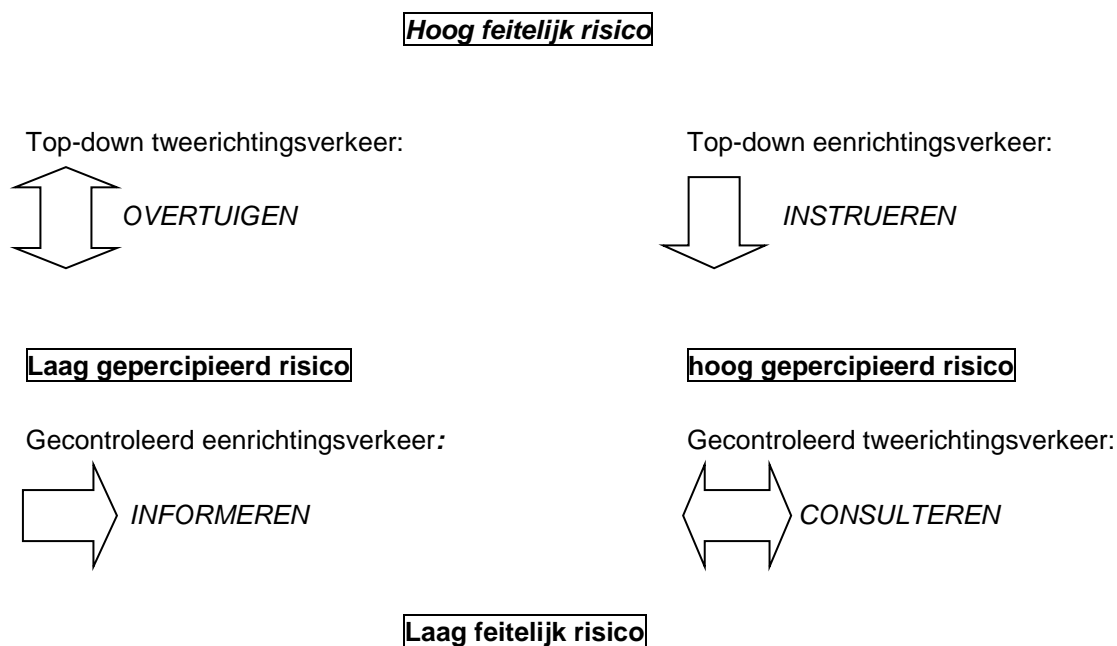 Hoog feitelijk risico
Top-down tweerichtingsverkeer:
Top-down eenrichtingsverkeer:
OVERTUIGEN
INSTRUEREN
Laag gepercipieerd risico
hoog gepercipieerd risico
Gecontroleerd eenrichtingsverkeer:
Gecontroleerd tweerichtingsverkeer:
INFORMEREN
CONSULTEREN
Laag feitelijk risico